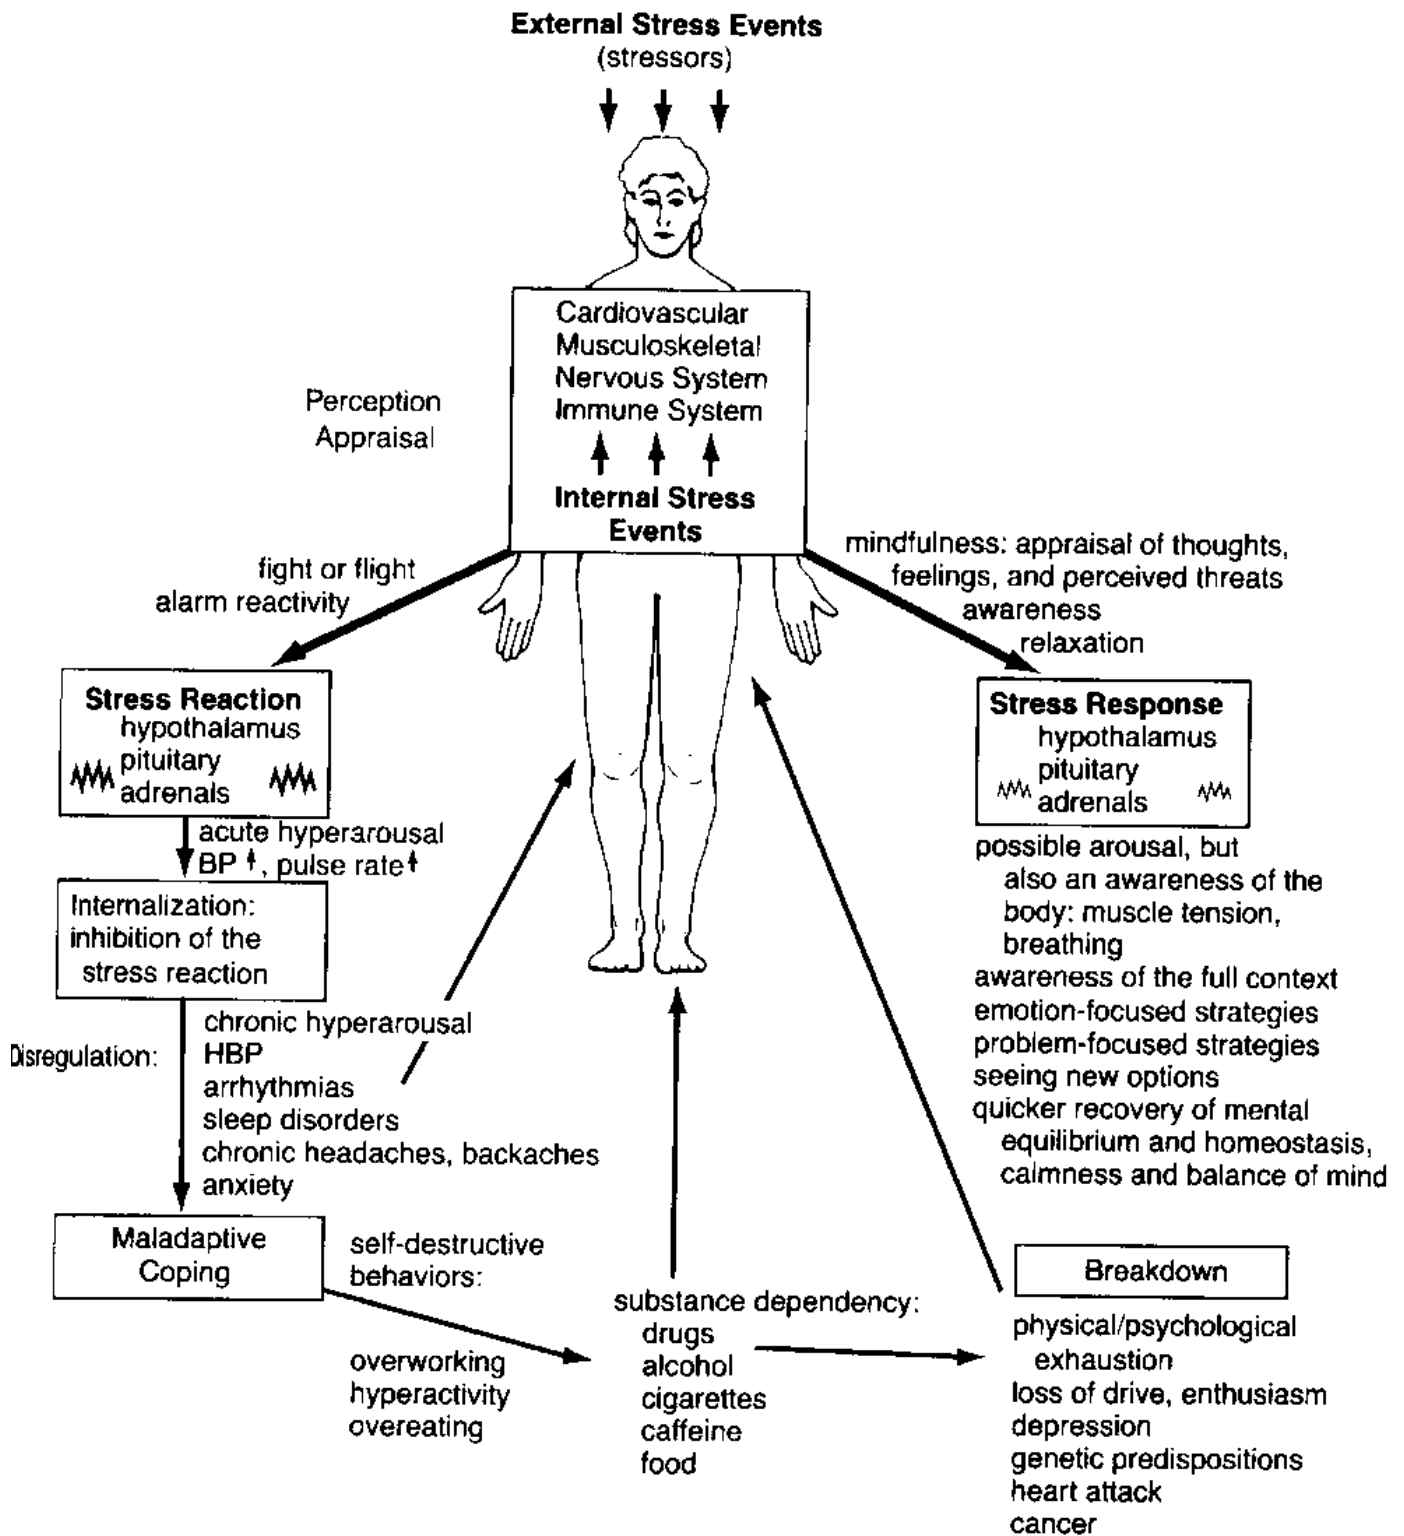 External Stress Events
(stressors)
Cardiovascular
Musculoskeletal
Nervous System
Immune System
Perception
Appraisal
Internal Stress
Events
fight or flight
alarm reactivity
mindfulness: appraisal of thoughts,
feelings, and perceived threats
awareness
relaxation
Stress Reaction
hypothalamus
pituitary
adrenals
Stress Response
hypothalamus
pituitary
adrenals
acute hyperarousal
BP↑, pulse rate↑
Internalization:
inhibition of the
stress reaction
possible arousal, but
also an awareness of the
body: muscle tension,
breathing
awareness of the full context
emotion-focused strategies
problem-focused strategies
seeing new options
quicker recovery of mental
equilibrium and homeostasis,
calmness and balance of mind
Disregulation:
chronic hyperarousal
HBP
arrhythmias
sleep disorders
chronic headaches, backaches
anxiety
Maladaptive
Coping
self-destructive
behaviors:
overworking
hyperactivity
overeating
substance dependency:
drugs
alcohol
cigarettes
caffeine
food
Breakdown
physical/psychological
exhaustion
loss of drive, enthusiasm
depression
genetic predispositions
heart attack
cancer